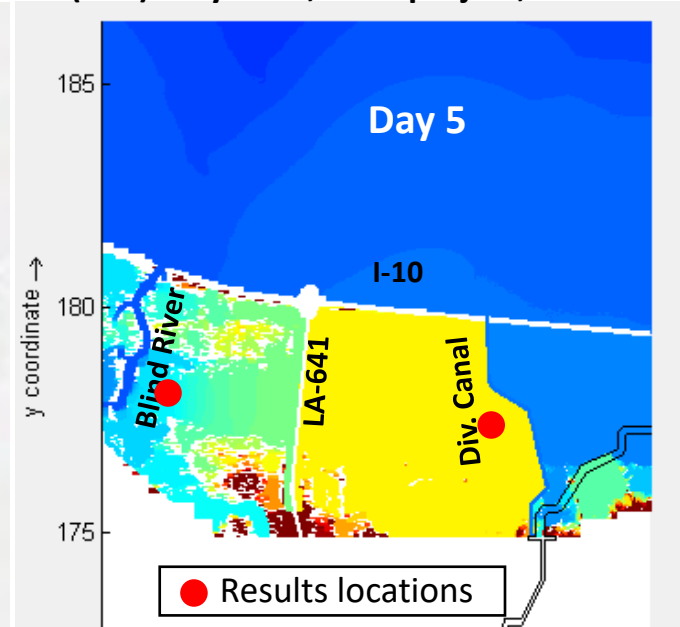 185
Day 5
I-10
180
y coordinate →
Blind River
LA-641
Div. Canal
175
Results locations